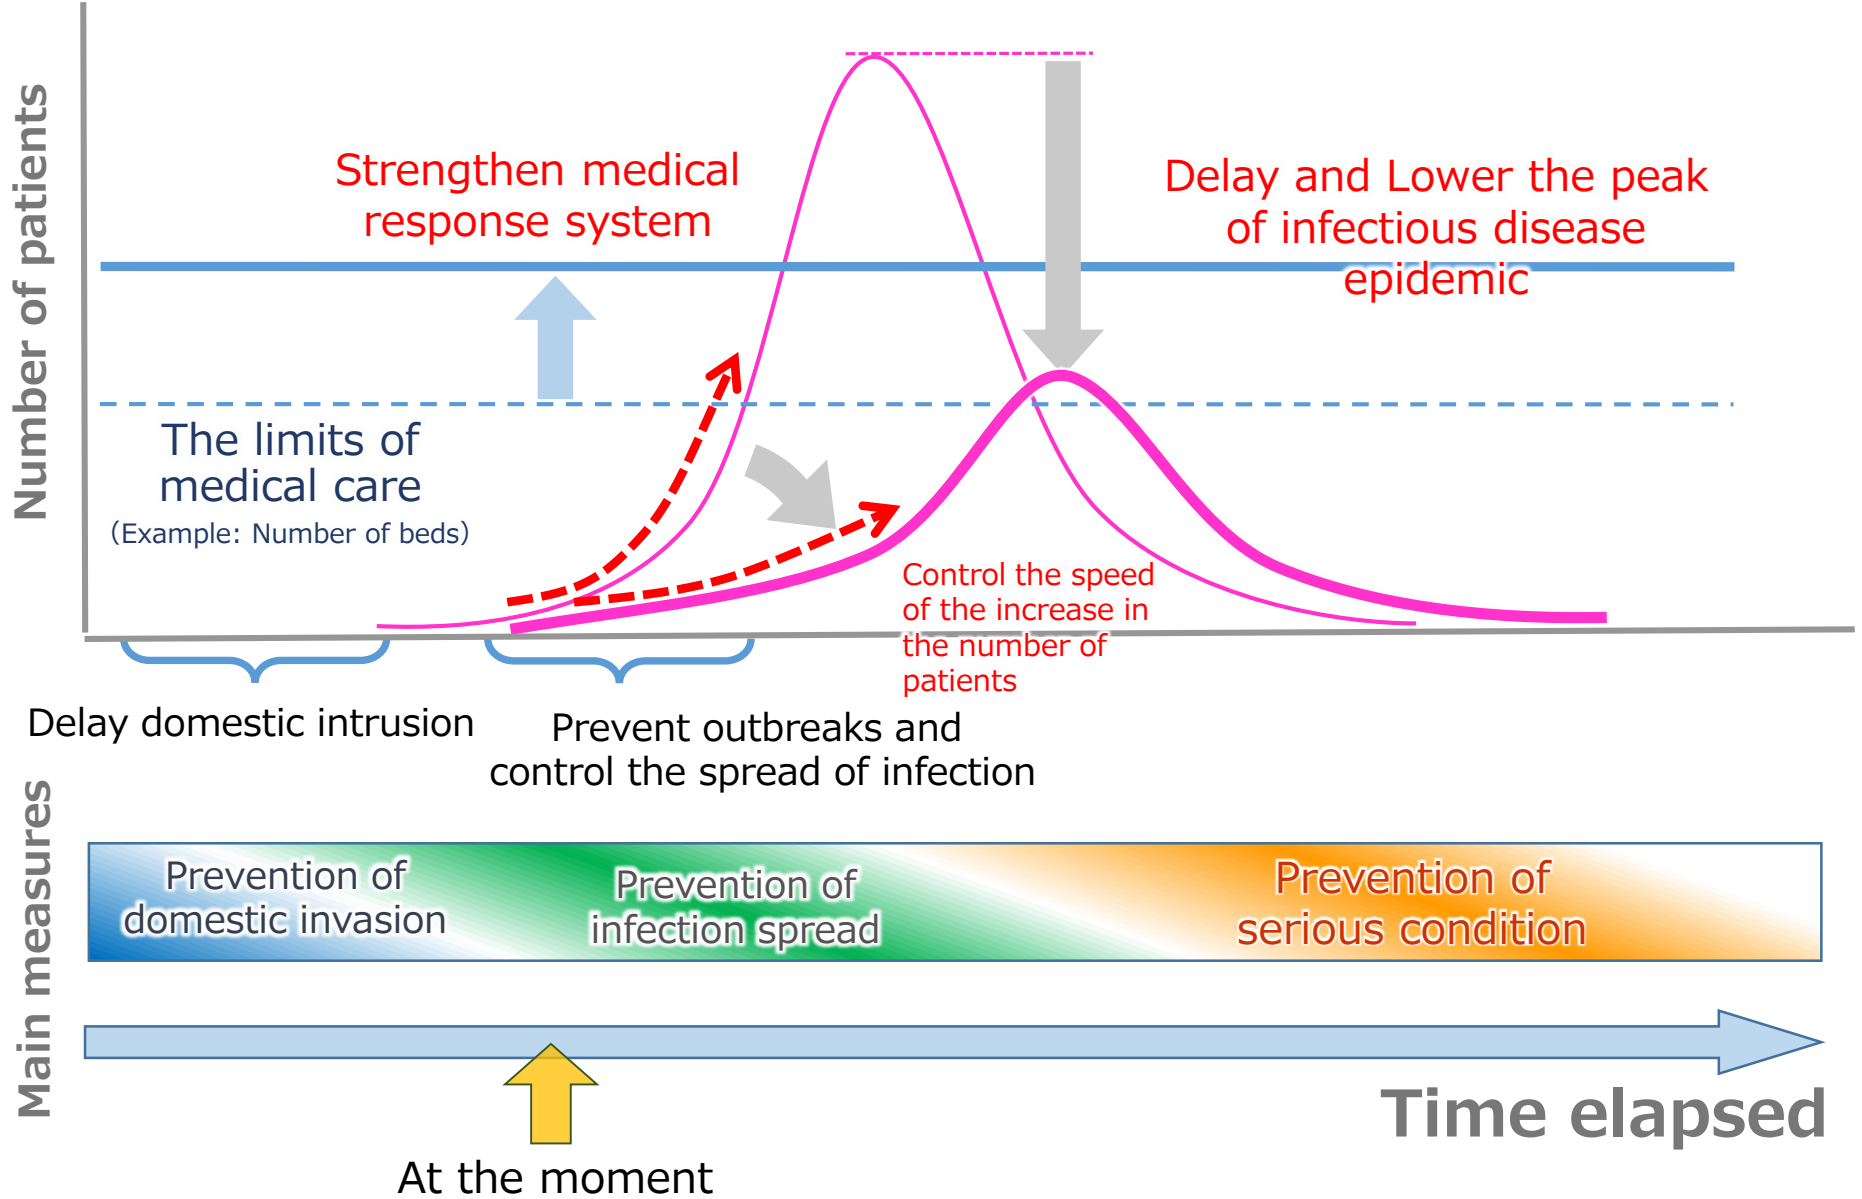 Number of patients
Strengthen medical
response system
Delay and Lower the peak
of infectious disease
epidemic
The limits of
medical care
(Example: Number of beds)
Control the speed
of the increase in
the number of
patients
Delay domestic intrusion
Prevent outbreaks and
control the spread of infection
Main measures
Prevention of
domestic invasion
Prevention of
infection spread
Prevention of
serious condition
Time elapsed
At the moment